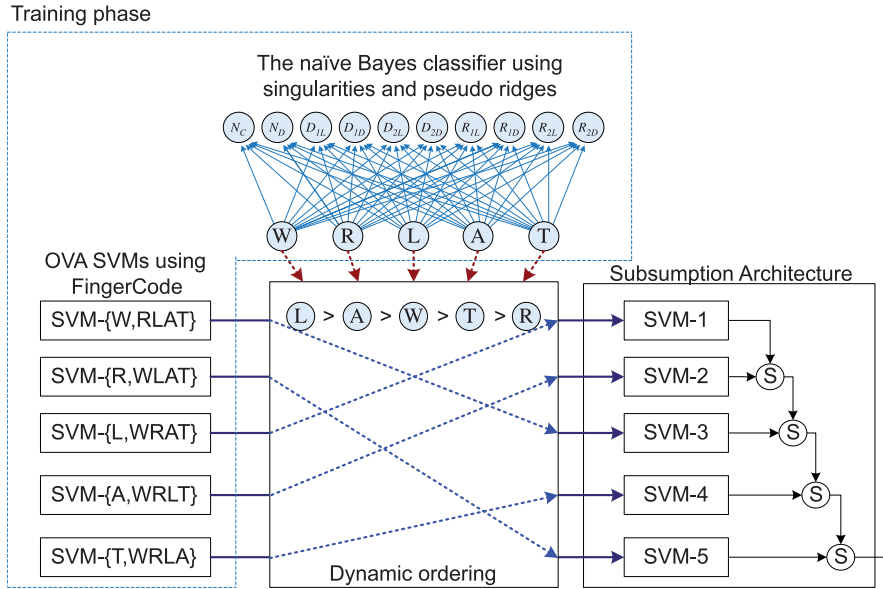 Training phase
The naïve Bayes classifier using
singularities and pseudo ridges
N_C N_D D_1L D_1D D_2L D_2D R_1L R_1D R_2L R_2D
W R L A T
OVA SVMs using
FingerCode
SVM-{W,RLAT}
SVM-{R,WLAT}
SVM-{L,WRAT}
SVM-{A,WRLT}
SVM-{T,WRLA}
L > A > W > T > R
Dynamic ordering
Subsumption Architecture
SVM-1
SVM-2
S
SVM-3
S
SVM-4
S
SVM-5
S